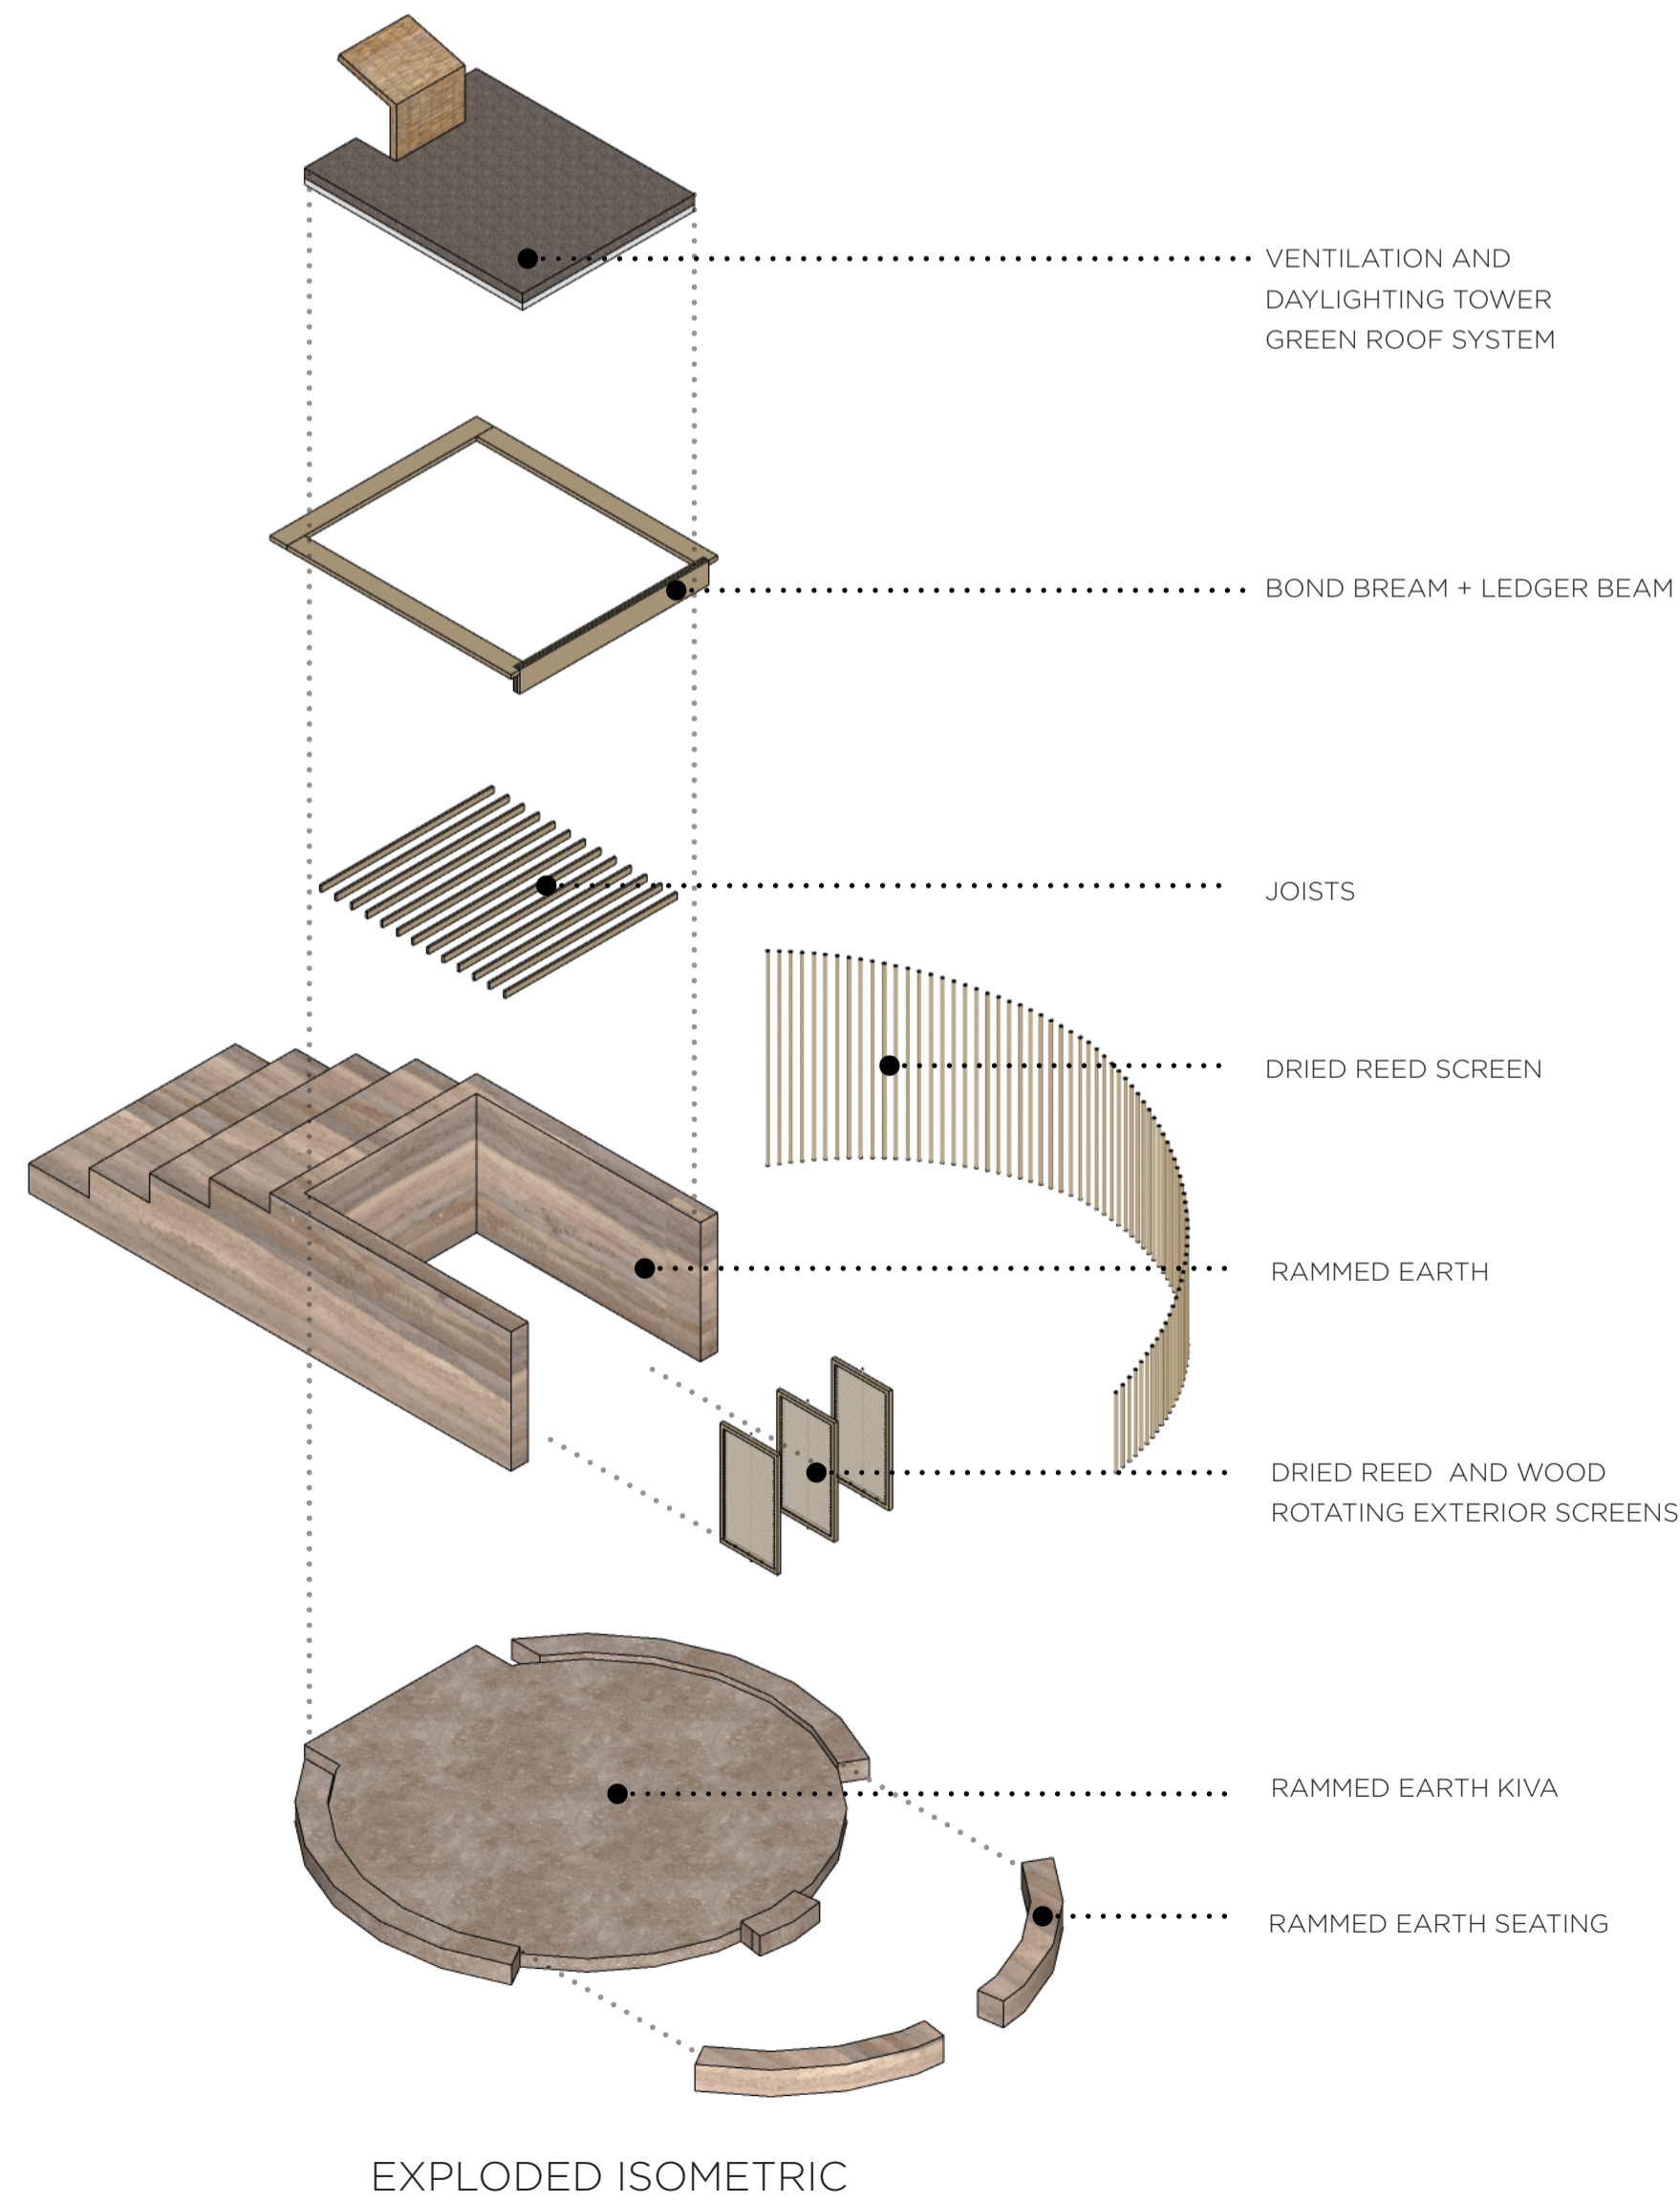 VENTILATION AND
DAYLIGHTING TOWER
GREEN ROOF SYSTEM
BOND BREAM + LEDGER BEAM
JOISTS
DRIED REED SCREEN
RAMMED EARTH
DRIED REED AND WOOD
ROTATING EXTERIOR SCREENS
RAMMED EARTH KIVA
RAMMED EARTH SEATING
EXPLODED ISOMETRIC